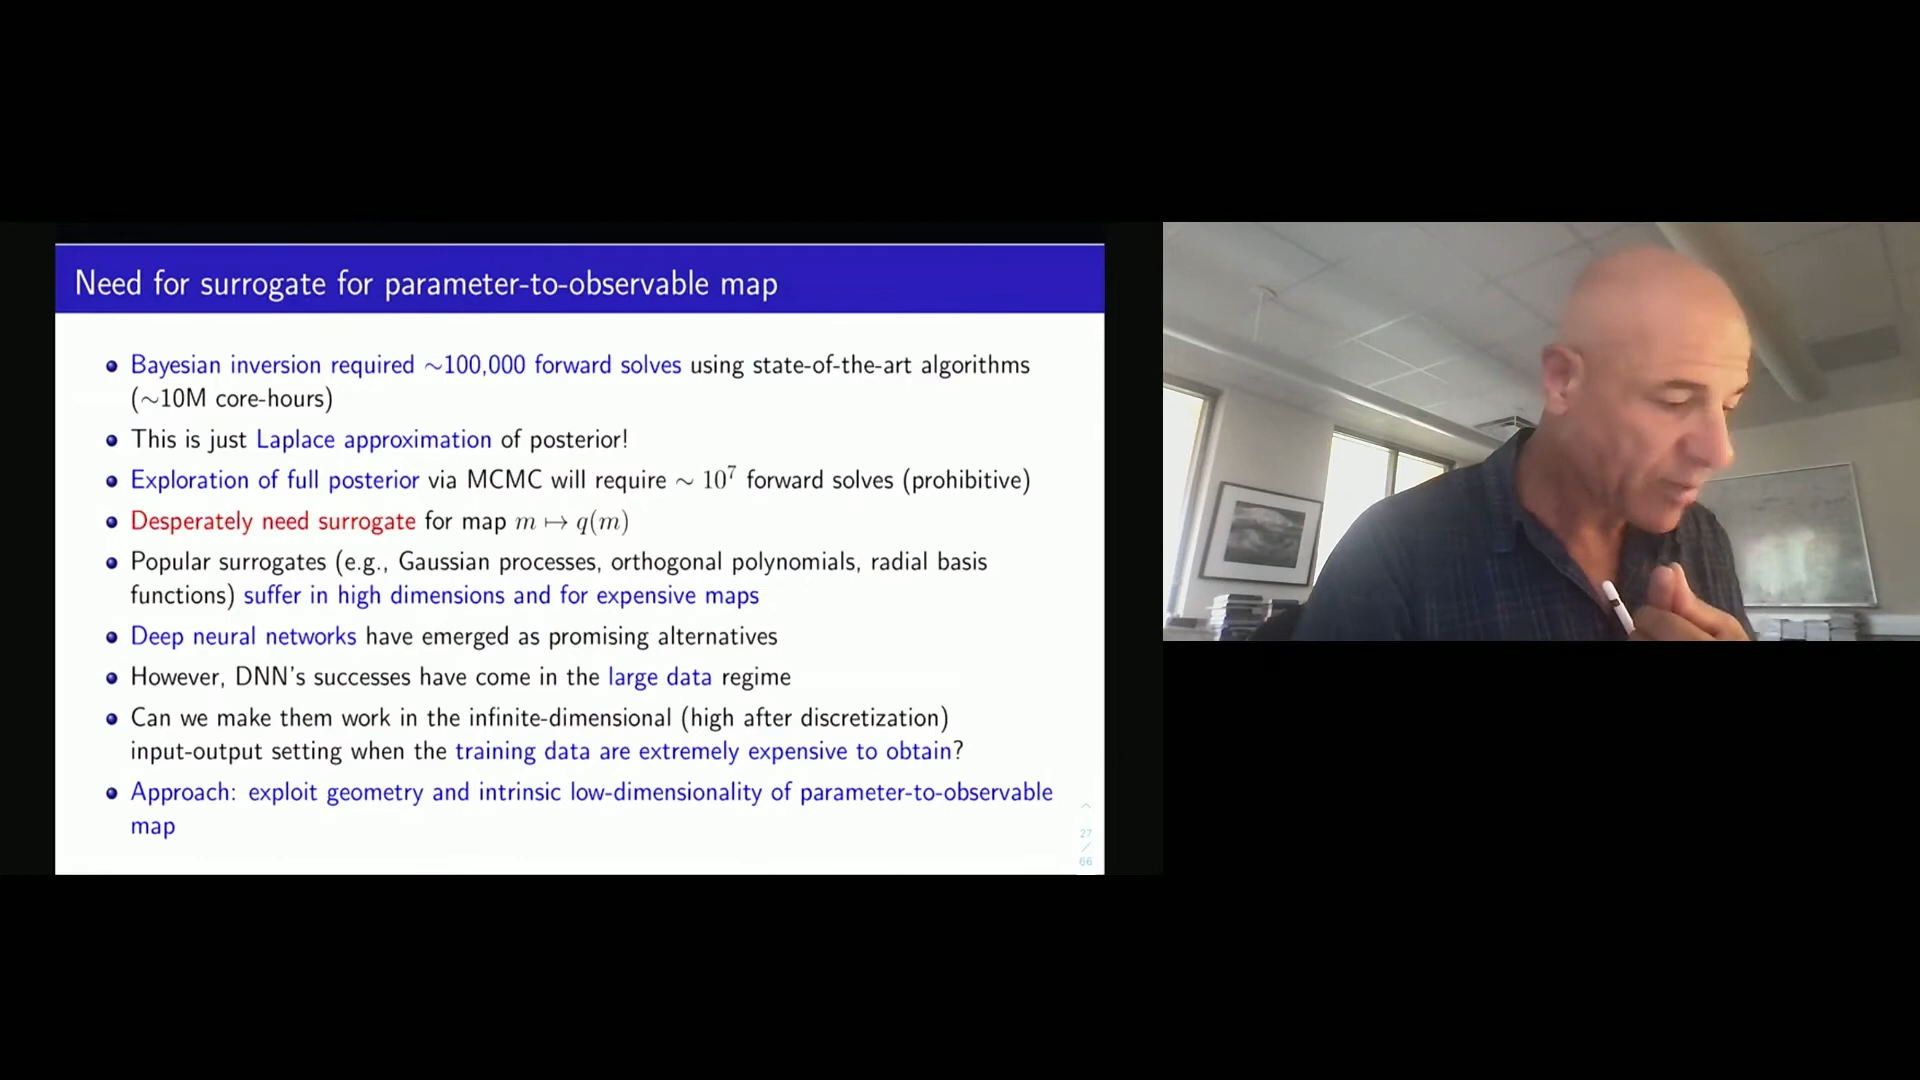 Need for surrogate for parameter-to-observable map
Bayesian inversion required ∼100,000 forward solves using state-of-the-art algorithms
(∼10M core-hours)
This is just Laplace approximation of posterior!
Exploration of full posterior via MCMC will require ∼ 10⁷ forward solves (prohibitive)
Desperately need surrogate for map m ↦ q(m)
Popular surrogates (e.g., Gaussian processes, orthogonal polynomials, radial basis
functions) suffer in high dimensions and for expensive maps
Deep neural networks have emerged as promising alternatives
However, DNN's successes have come in the large data regime
Can we make them work in the infinite-dimensional (high after discretization)
input-output setting when the training data are extremely expensive to obtain?
Approach: exploit geometry and intrinsic low-dimensionality of parameter-to-observable
map
27
/
66